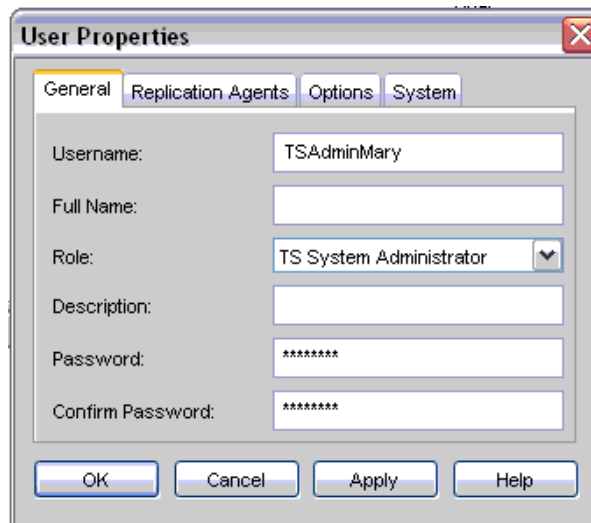 User Properties
General Replication Agents Options System
Username: TSAdminMary
Full Name:
Role: TS System Administrator
Description:
Password: ********
Confirm Password: ********
OK Cancel Apply Help